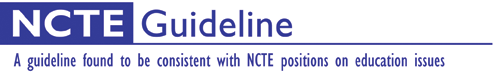 NCTE Guideline
A guideline found to be consistent with NCTE positions on education issues